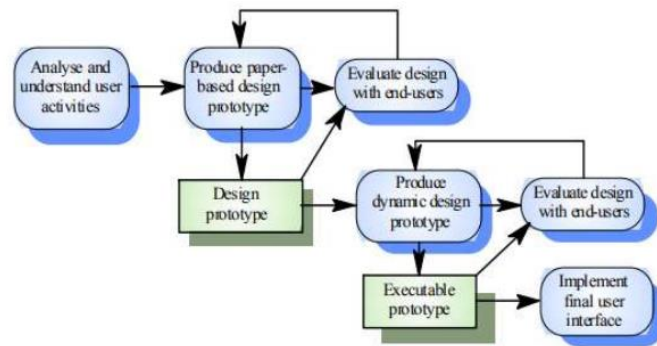 Analyse and
understand user
activities
Produce paper-
based design
prototype
Evaluate design
with end-users
Design
prototype
Produce
dynamic design
prototype
Evaluate design
with end-users
Executable
prototype
Implement
final user
interface